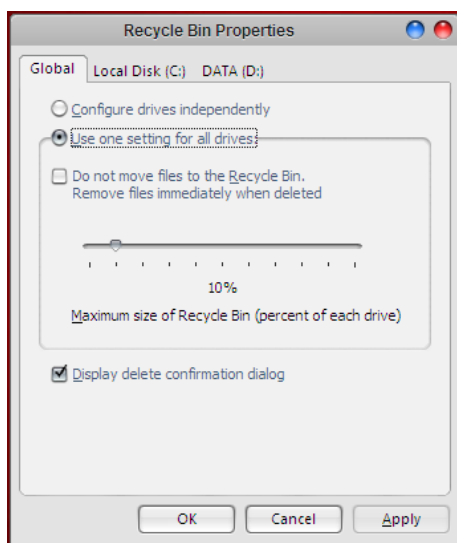 Recycle Bin Properties
Global Local Disk (C:) DATA (D:)
Configure drives independently
Use one setting for all drives:
Do not move files to the Recycle Bin.
Remove files immediately when deleted
10%
Maximum size of Recycle Bin (percent of each drive)
Display delete confirmation dialog
OK Cancel Apply